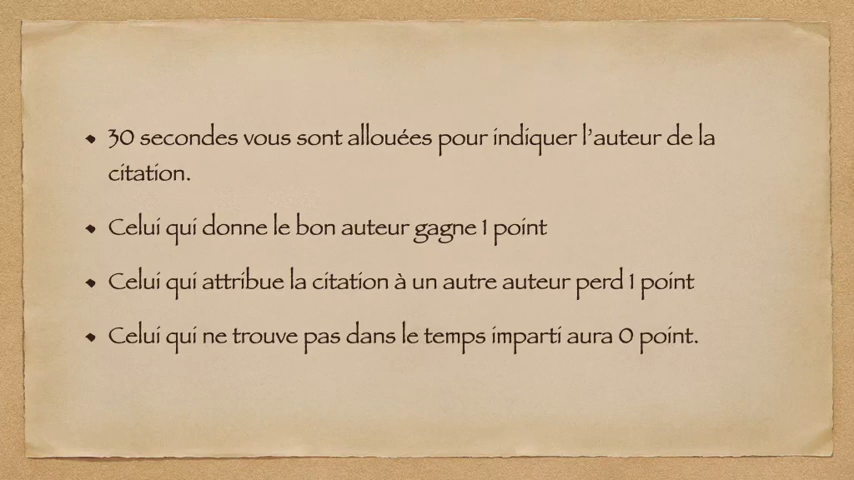 • 30 secondes vous sont allouées pour indiquer l'auteur de la
citation.
• Celui qui donne le bon auteur gagne 1 point
• Celui qui attribue la citation à un autre auteur perd 1 point
• Celui qui ne trouve pas dans le temps imparti aura 0 point.